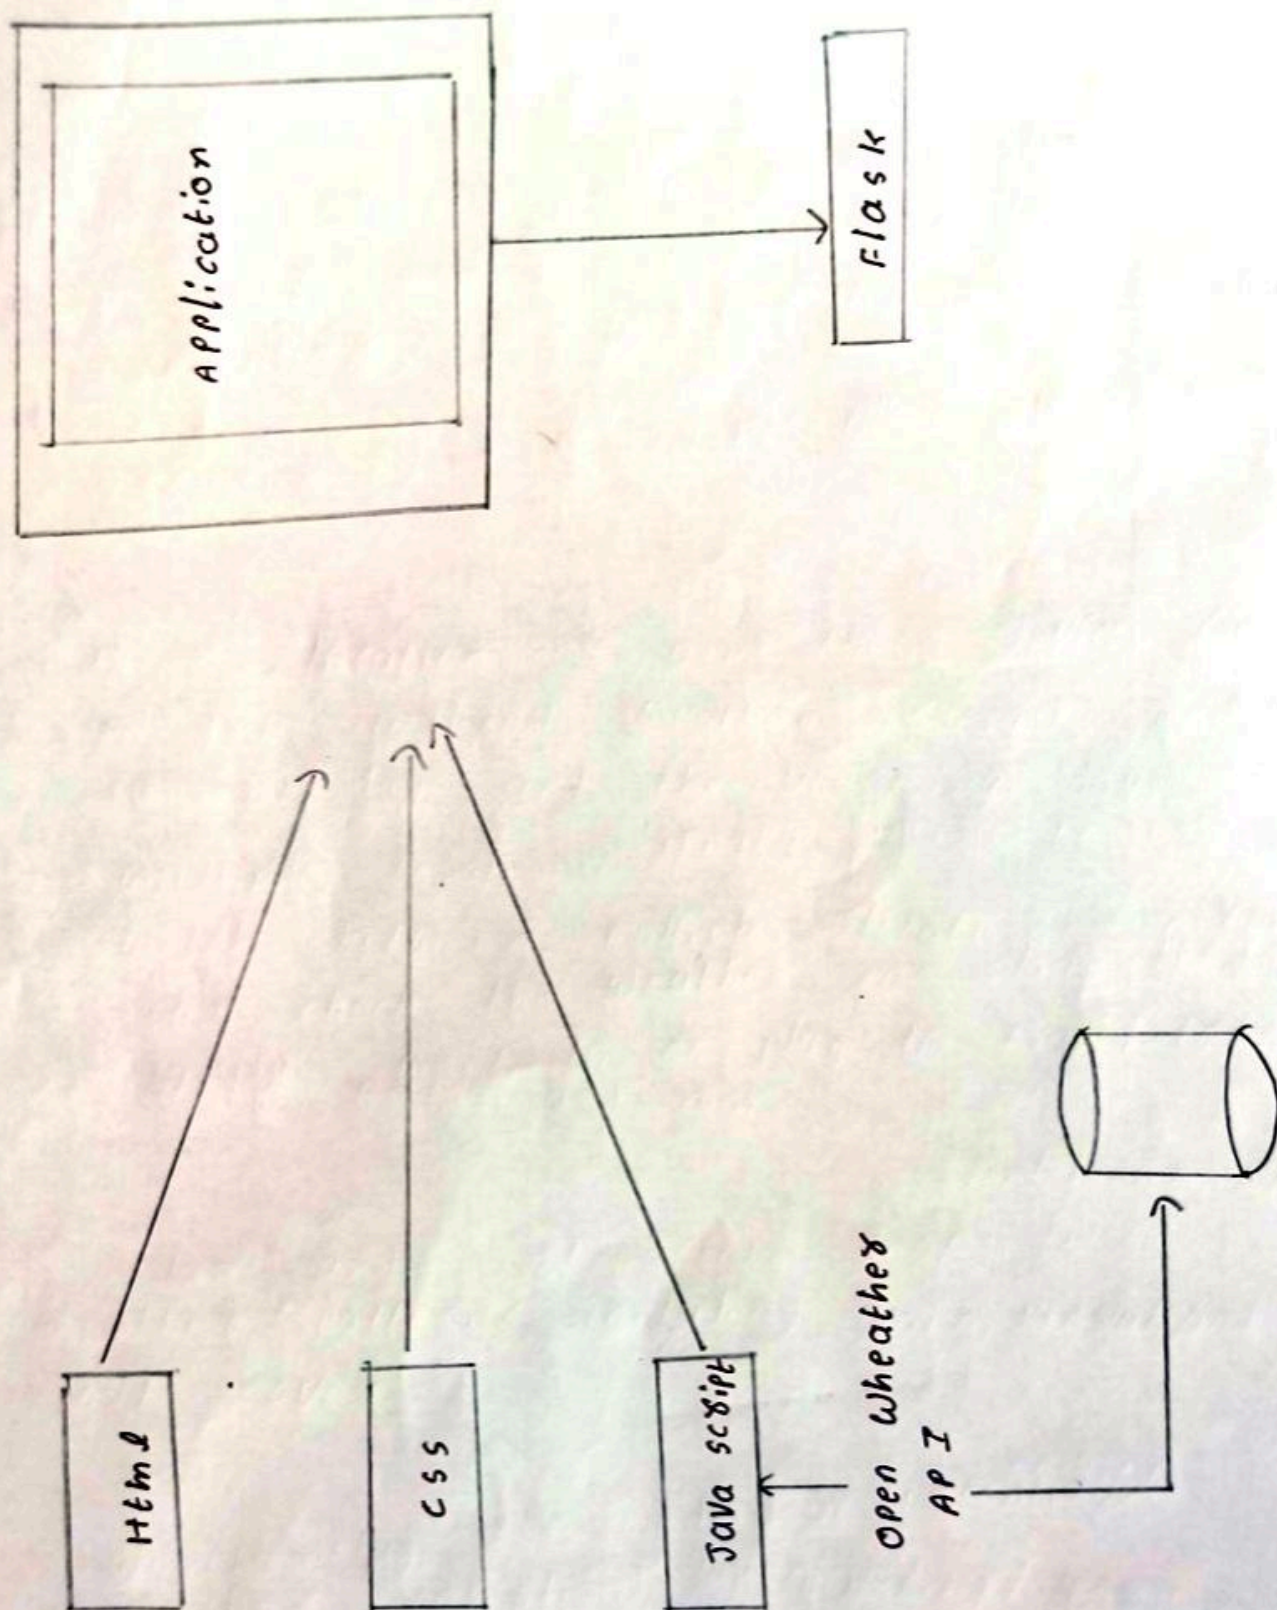 Html
CSS
Java script
Open Wheather
API
Application
Flask